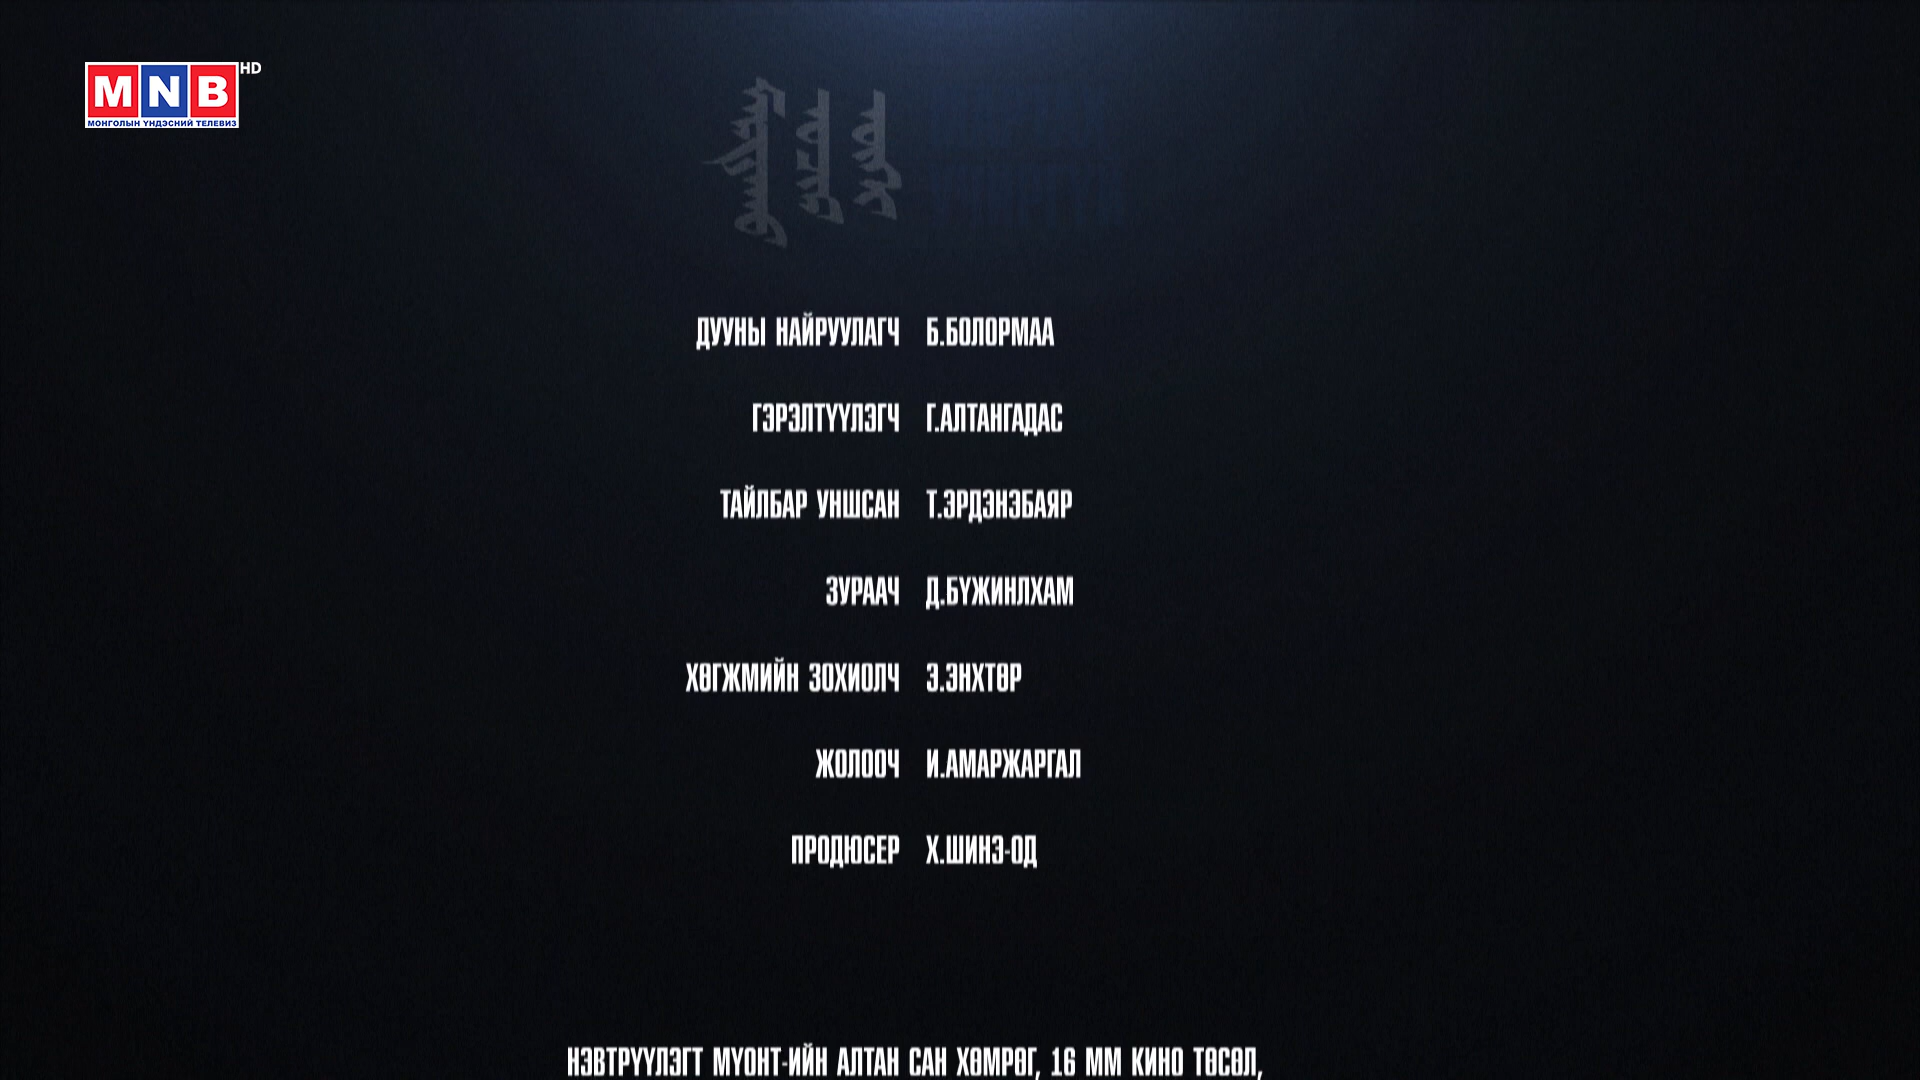 MNB HD
МОНГОЛЫН ҮНДЭСНИЙ ТЕЛЕВИЗ
ДУУНЫ НАЙРУУЛАГЧ Б.БОЛОРМАА
ГЭРЭЛТҮҮЛЭГЧ Г.АЛТАНГАДАС
ТАЙЛБАР УНШСАН Т.ЭРДЭНЭБАЯР
ЗУРААЧ Д.БҮЖИНЛХАМ
ХӨГЖМИЙН ЗОХИОЛЧ Э.ЭНХТӨР
ЖОЛООЧ И.АМАРЖАРГАЛ
ПРОДЮСЕР Х.ШИНЭ-ОД
НЭВТРҮҮЛЭГТ МҮОНТ-ИЙН АЛТАН САН ХӨМРӨГ, 16 ММ КИНО ТӨСӨЛ,